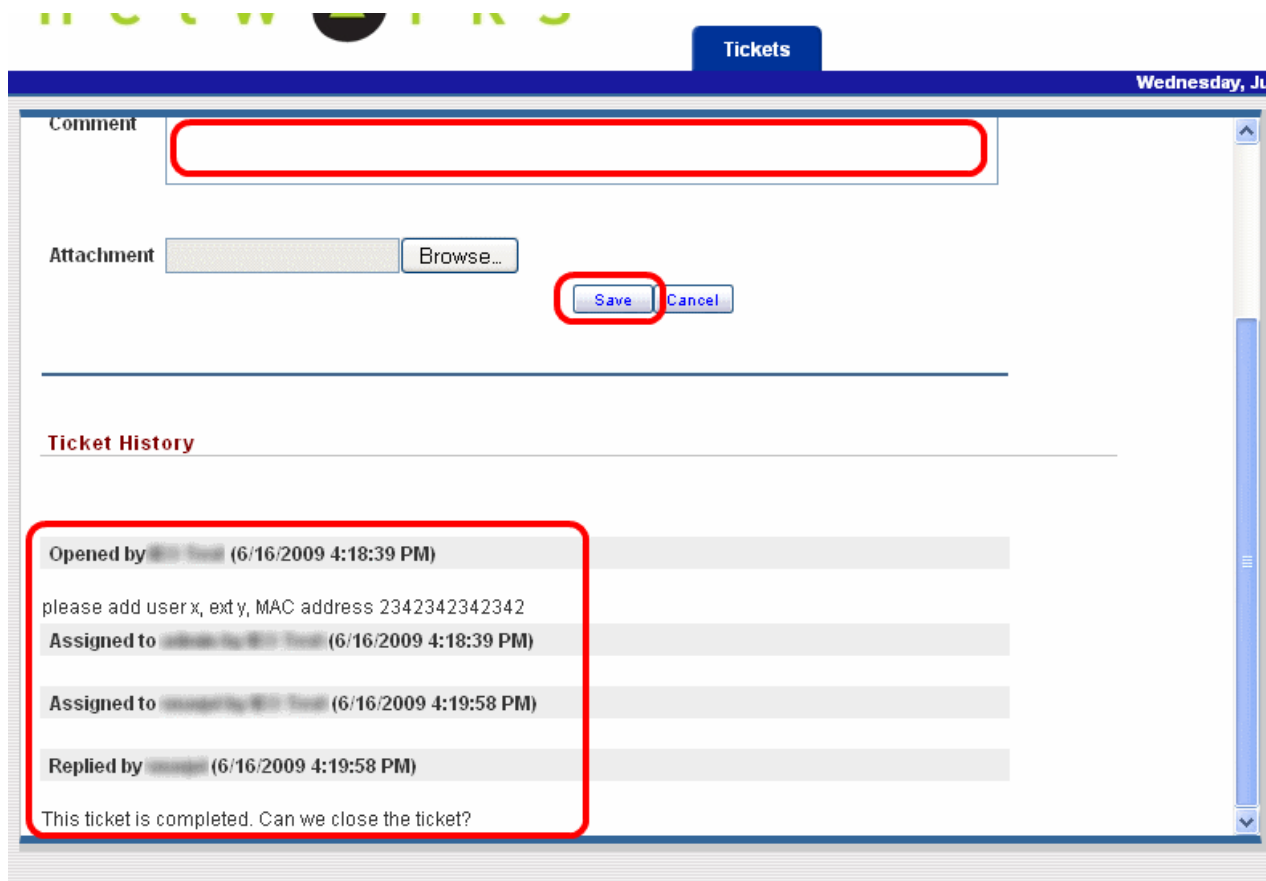 Tickets
Wednesday, Ju
Comment
Attachment Browse...
Save Cancel
Ticket History
Opened by (6/16/2009 4:18:39 PM)
please add user x, ext y, MAC address 2342342342342
Assigned to (6/16/2009 4:18:39 PM)
Assigned to (6/16/2009 4:19:58 PM)
Replied by (6/16/2009 4:19:58 PM)
This ticket is completed. Can we close the ticket?